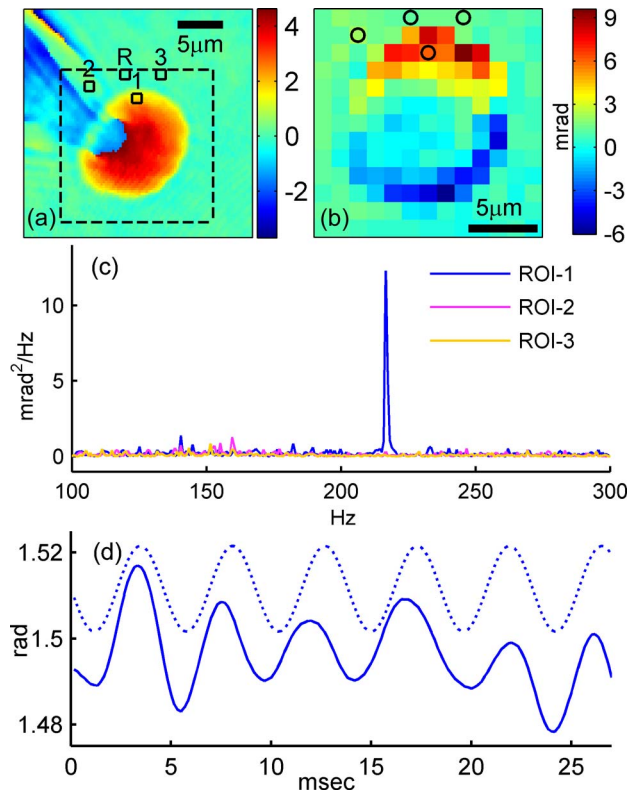 5μm
2 R 3
1
(a)
4
2
0
-2
(b)
5μm
mrad
9
6
3
0
-3
-6
(c)
ROI-1
ROI-2
ROI-3
mrad²/Hz
10
5
0
100 150 200 250 300
Hz
(d)
rad
1.52
1.5
1.48
0 5 10 15 20 25
msec